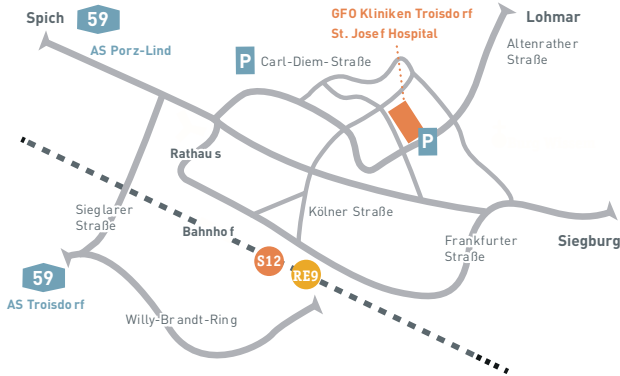 Spich
59
AS Porz-Lind
GFO Kliniken Troisdorf
St. Josef Hospital
Lohmar
Altenrather
Straße
P
Carl-Diem-Straße
P
Rathaus
Sieglarer
Straße
Kölner Straße
Bahnhof
S12
RE9
Frankfurter
Straße
Siegburg
59
AS Troisdorf
Willy-Brandt-Ring